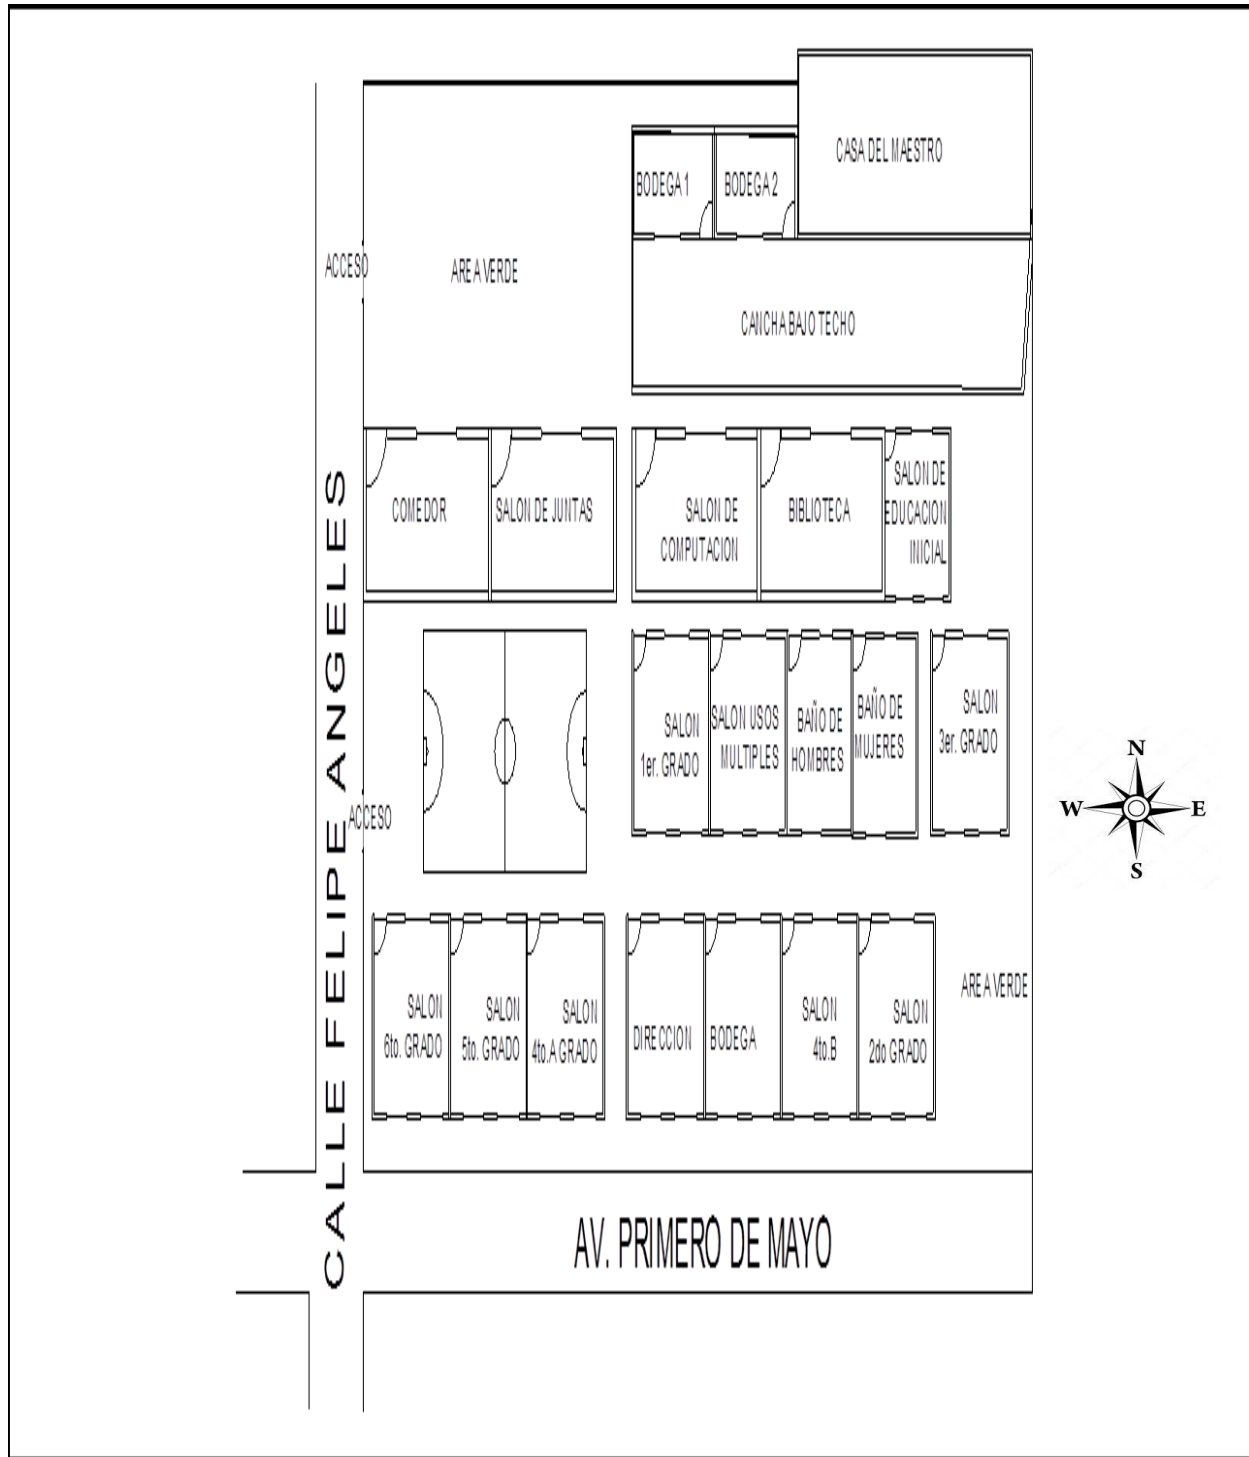 CASA DEL MAESTRO
BODEGA 1
BODEGA 2
ACCESO
AREA VERDE
CANCHA BAJO TECHO
COMEDOR
SALON DE JUNTAS
SALON DE
COMPUTACION
BIBLIOTECA
SALON DE
EDUCACION
INICIAL
CALLE FELIPE ANGELES
SALON
1er. GRADO
SALON USOS
MULTIPLES
BAÑO DE
HOMBRES
BAÑO DE
MUJERES
SALON
3er. GRADO
ACCESO
N
W
E
S
SALON
6to. GRADO
SALON
5to. GRADO
SALON
4to.A GRADO
DIRECCION
BODEGA
SALON
4to.B
SALON
2do GRADO
AREA VERDE
AV. PRIMERO DE MAYO